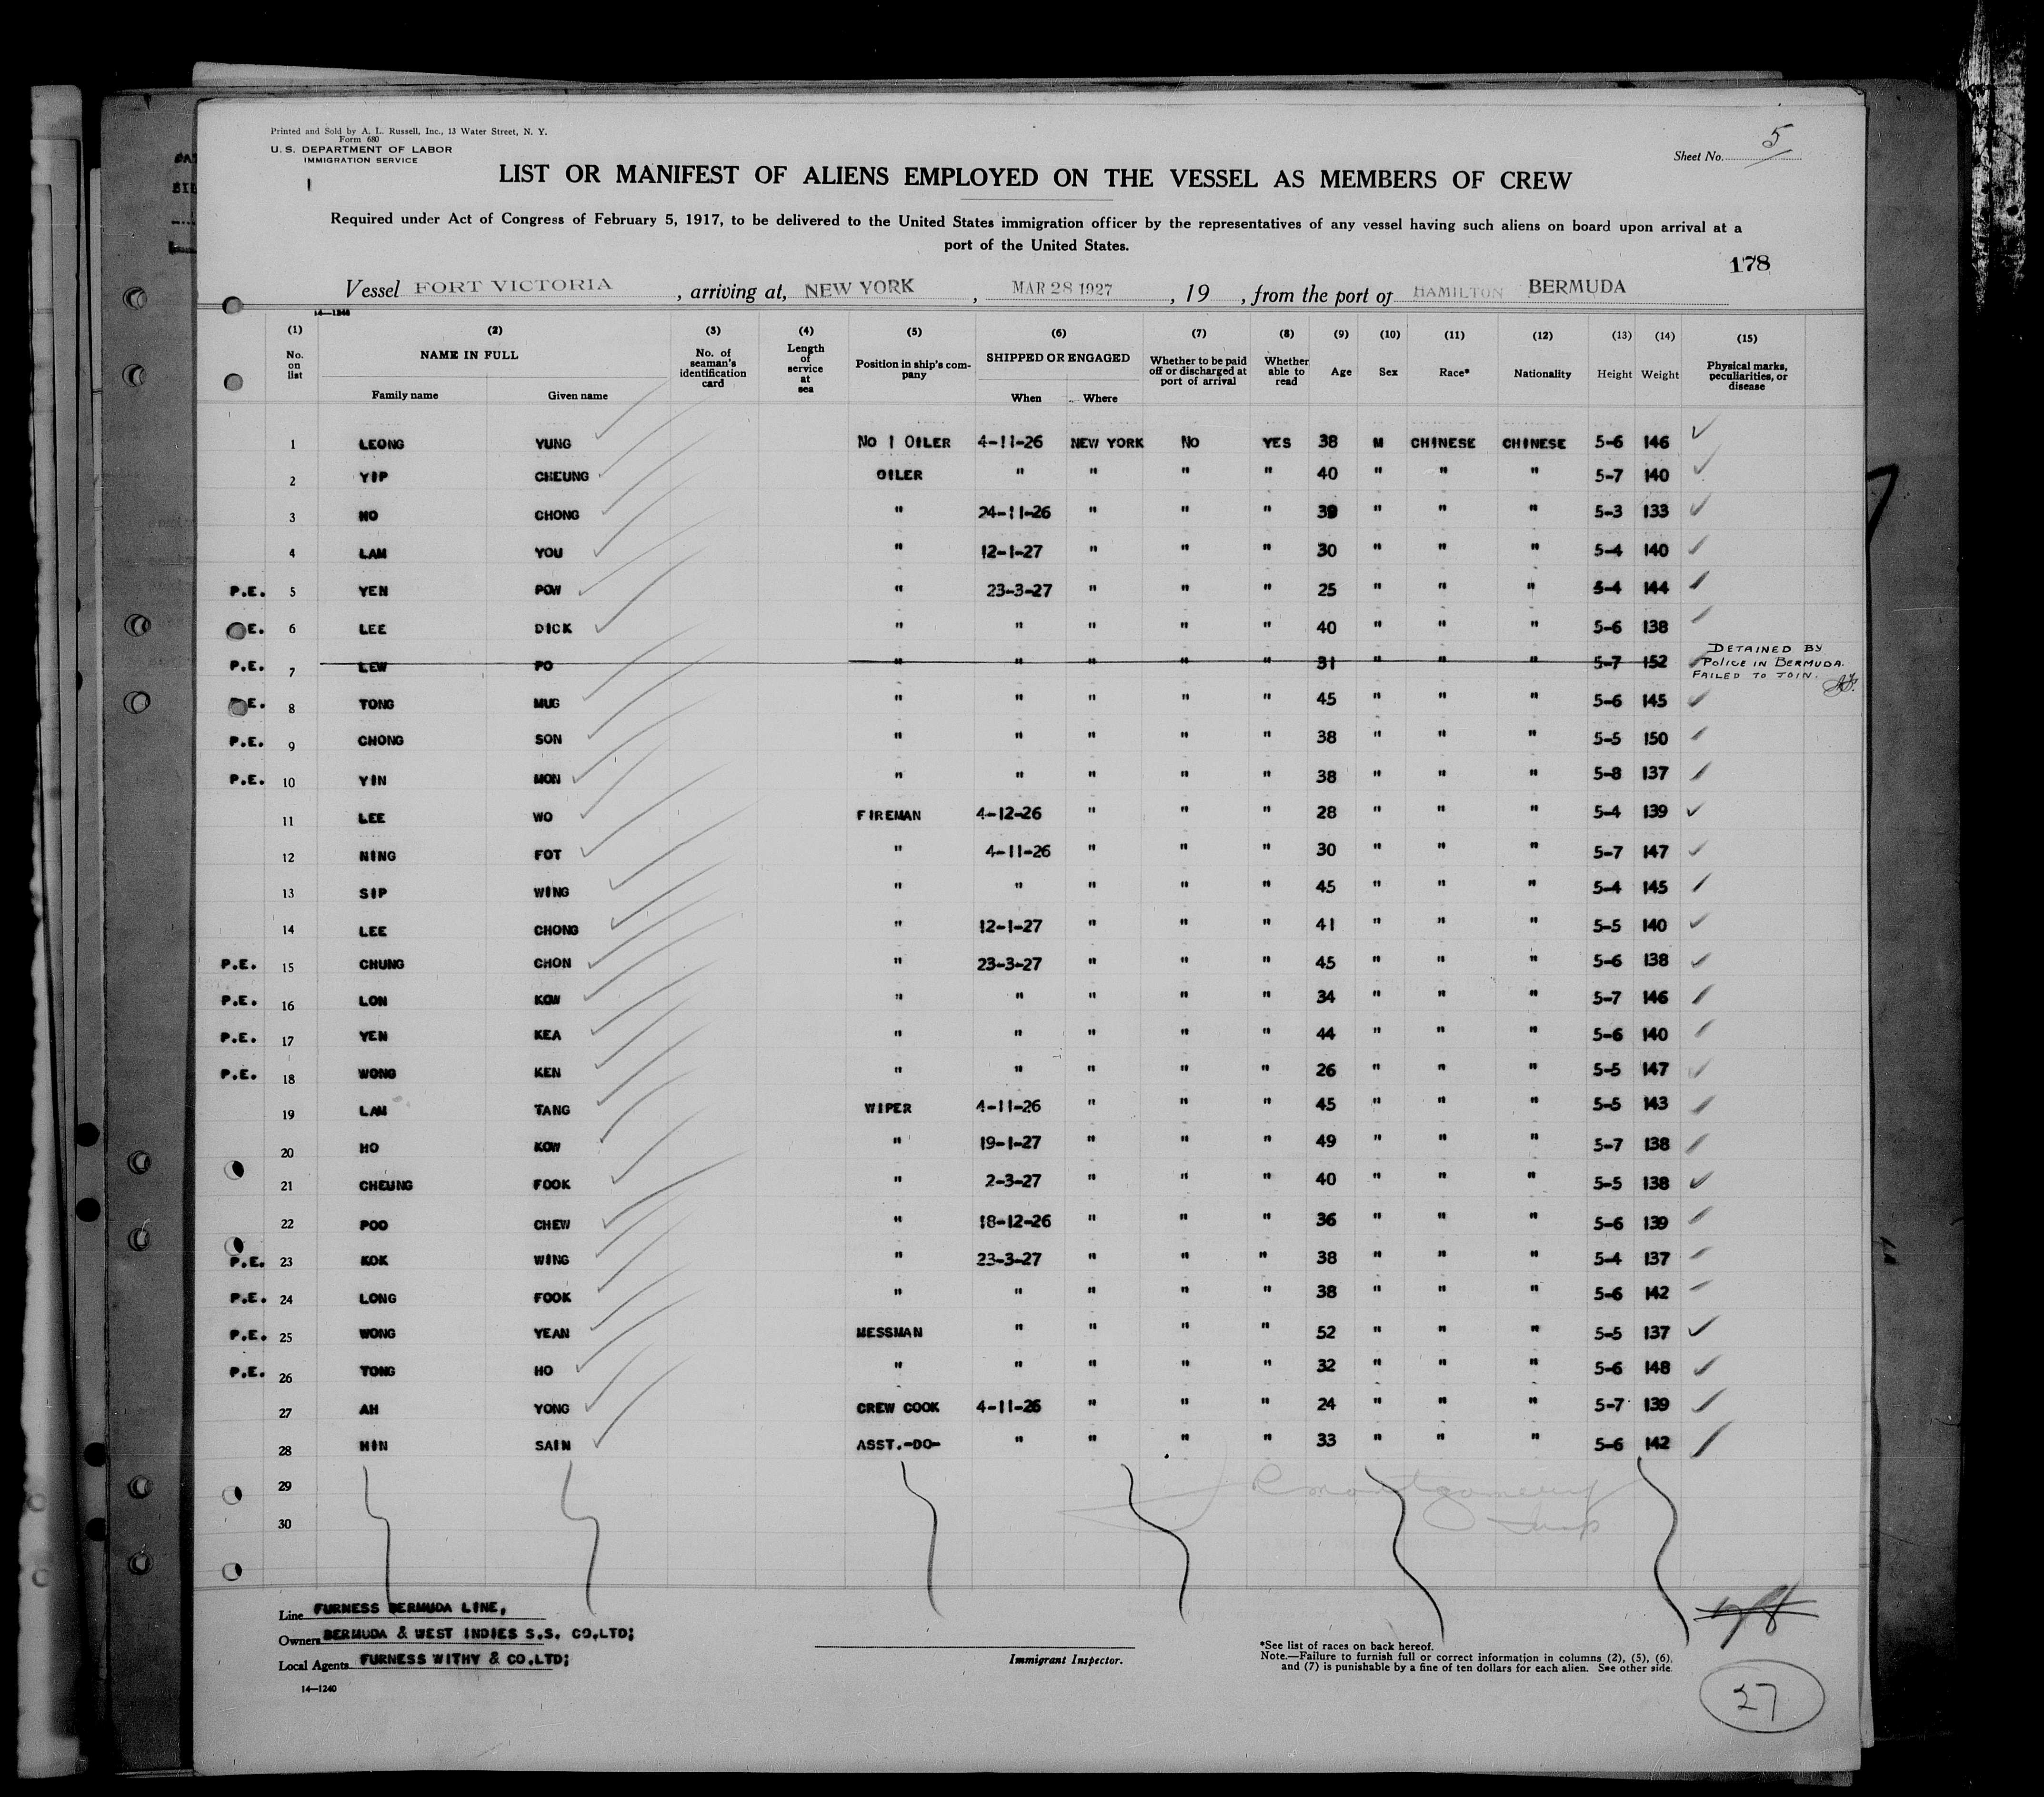 Printed and Sold by A. L. Russell, Inc., 13 Water Street, N. Y.
Form 680
U. S. DEPARTMENT OF LABOR
IMMIGRATION SERVICE
Sheet No. 5
LIST OR MANIFEST OF ALIENS EMPLOYED ON THE VESSEL AS MEMBERS OF CREW
Required under Act of Congress of February 5, 1917, to be delivered to the United States immigration officer by the representatives of any vessel having such aliens on board upon arrival at a
port of the United States.
178
Vessel FORT VICTORIA, arriving at, NEW YORK, MAR 28 1927, 19 , from the port of HAMILTON BERMUDA
14—1240
(1) No. on list (2) NAME IN FULL Family name Given name (3) No. of seaman's identification card (4) Length of service at sea (5) Position in ship's company (6) SHIPPED OR ENGAGED When Where (7) Whether to be paid off or discharged at port of arrival (8) Whether able to read (9) Age (10) Sex (11) Race* (12) Nationality (13) Height (14) Weight (15) Physical marks, peculiarities, or disease
1 LEONG YUNG No 1 OILER 4-11-26 NEW YORK NO YES 38 M CHINESE CHINESE 5-6 146
2 YIP CHEUNG OILER " " " " 40 " " " 5-7 140
3 HO CHONG " 24-11-26 " " " 39 " " " 5-3 133
4 LAM YOU " 12-1-27 " " " 30 " " " 5-4 140
P.E. 5 YEN POW " 23-3-27 " " " 25 " " " 5-4 144
E. 6 LEE DICK " " " " " 40 " " " 5-6 138
P.E. 7 LEW PO " " " " " 31 " " " 5-7 152 DETAINED BY POLICE IN BERMUDA. FAILED TO JOIN.
E. 8 TONG MUG " " " " " 45 " " " 5-6 145
P.E. 9 CHONG SON " " " " " 38 " " " 5-5 150
P.E. 10 YIN MON " " " " " 38 " " " 5-8 137
11 LEE WO FIREMAN 4-12-26 " " " 28 " " " 5-4 139
12 NING FOT " 4-11-26 " " " 30 " " " 5-7 147
13 SIP WING " " " " " 45 " " " 5-4 145
14 LEE CHONG " 12-1-27 " " " 41 " " " 5-5 140
P.E. 15 CHUNG CHON " 23-3-27 " " " 45 " " " 5-6 138
P.E. 16 LON KOW " " " " " 34 " " " 5-7 146
P.E. 17 YEN KEA " " " " " 44 " " " 5-6 140
P.E. 18 WONG KEN " " " " " 26 " " " 5-5 147
19 LAM TANG WIPER 4-11-26 " " " 45 " " " 5-5 143
20 HO KOW " 19-1-27 " " " 49 " " " 5-7 138
21 CHEUNG FOOK " 2-3-27 " " " 40 " " " 5-5 138
22 POO CHEW " 18-12-26 " " " 36 " " " 5-6 139
P.E. 23 KOK WING " 23-3-27 " " " 38 " " " 5-4 137
P.E. 24 LONG FOOK " " " " " 38 " " " 5-6 142
P.E. 25 WONG YEAN MESSMAN " " " " 52 " " " 5-5 137
P.E. 26 TONG HO " " " " " 32 " " " 5-6 148
27 AH YONG CREW COOK 4-11-26 " " " 24 " " " 5-7 139
28 HIN SAIN ASST.-DO- " " " " 33 " " " 5-6 142
29
30
Montgomery
Line FURNESS BERMUDA LINE,
Owners BERMUDA & WEST INDIES S.S. CO,LTD;
Local Agents FURNESS WITHY & CO,LTD;
14—1240
Immigrant Inspector.
*See list of races on back hereof.
Note.—Failure to furnish full or correct information in columns (2), (5), (6), and (7) is punishable by a fine of ten dollars for each alien. See other side.
27